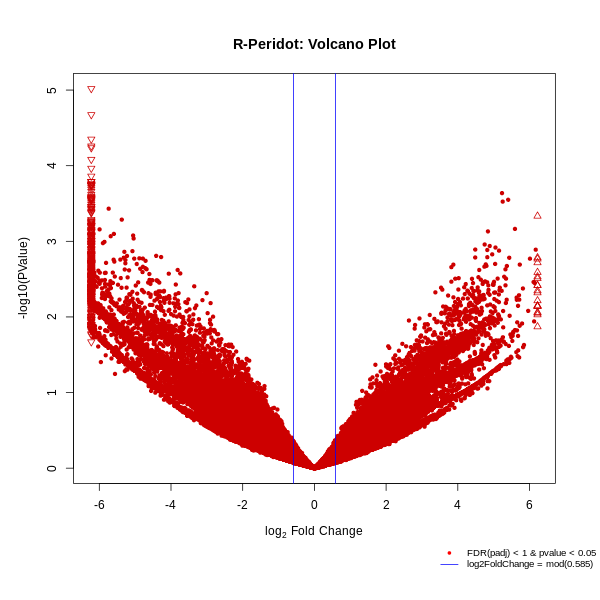 R-Peridot: Volcano Plot
5
4
3
2
1
0
-log10(PValue)
-6 -4 -2 0 2 4 6
log2 Fold Change
FDR(padj) < 1 & pvalue < 0.05
log2FoldChange = mod(0.585)